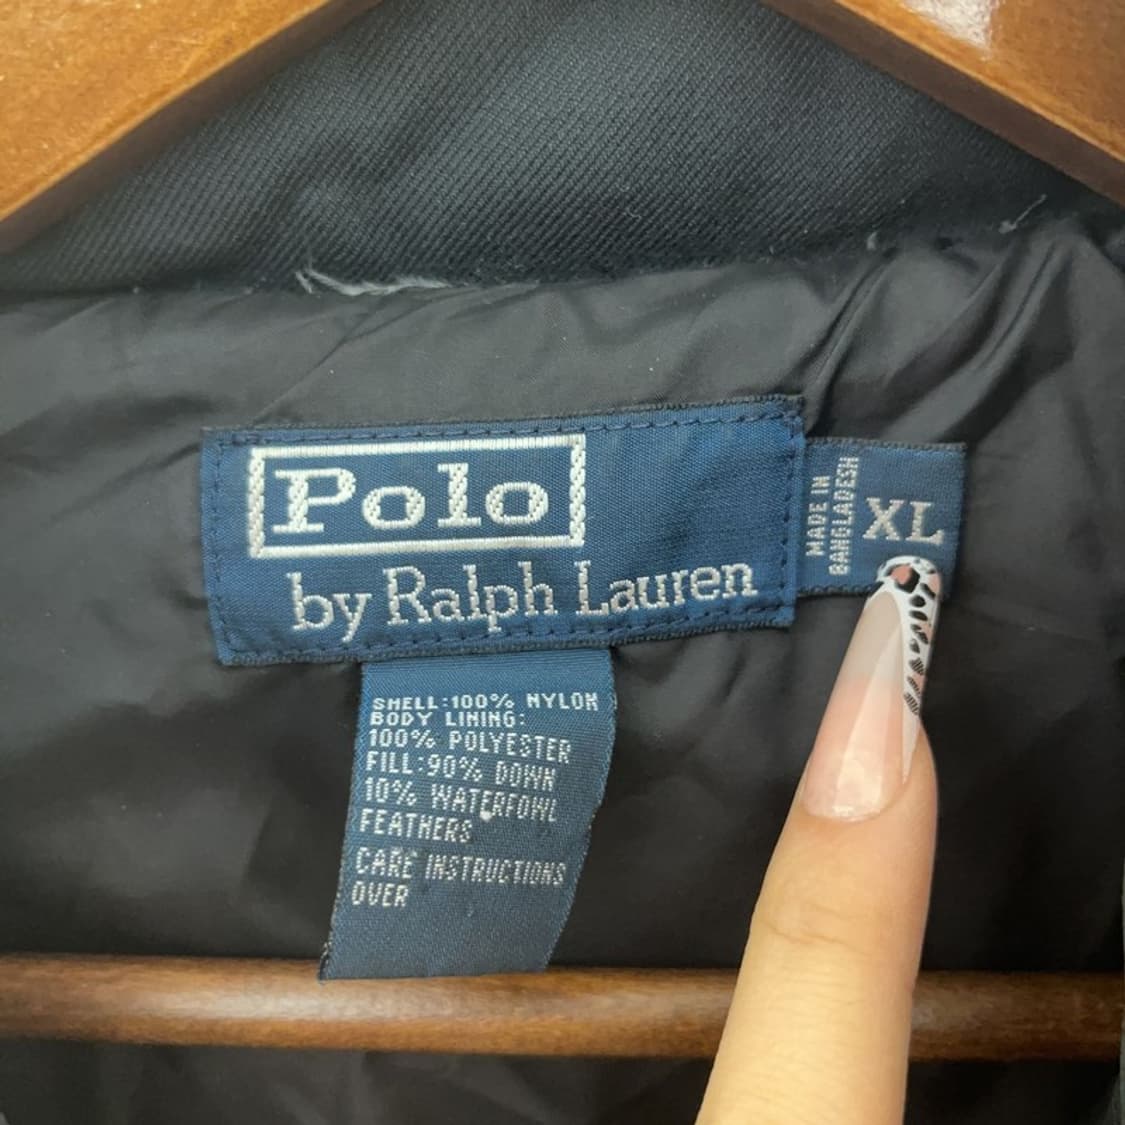 Polo
by Ralph Lauren
MADE IN
BANGLADESH
XL
SHELL:100% NYLON
BODY LINING:
100% POLYESTER
FILL:90% DOWN
10% WATERFOWL
FEATHERS
CARE INSTRUCTIONS
OVER